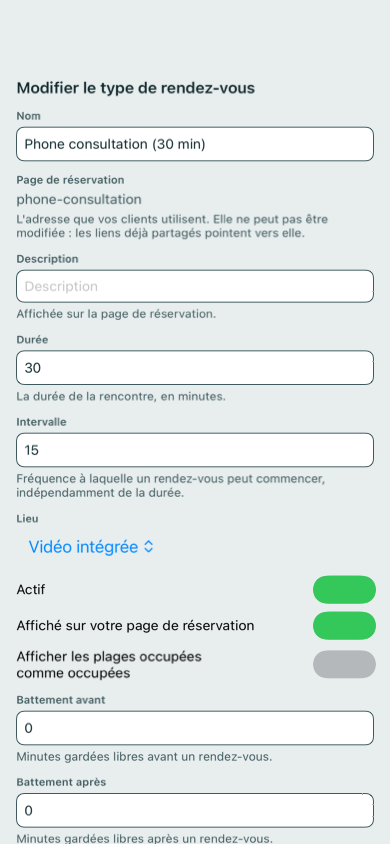 Modifier le type de rendez-vous
Nom
Phone consultation (30 min)
Page de réservation
phone-consultation
L'adresse que vos clients utilisent. Elle ne peut pas être
modifiée : les liens déjà partagés pointent vers elle.
Description
Description
Affichée sur la page de réservation.
Durée
30
La durée de la rencontre, en minutes.
Intervalle
15
Fréquence à laquelle un rendez-vous peut commencer,
indépendamment de la durée.
Lieu
Vidéo intégrée
Actif
Affiché sur votre page de réservation
Afficher les plages occupées
comme occupées
Battement avant
0
Minutes gardées libres avant un rendez-vous.
Battement après
0
Minutes gardées libres après un rendez-vous.